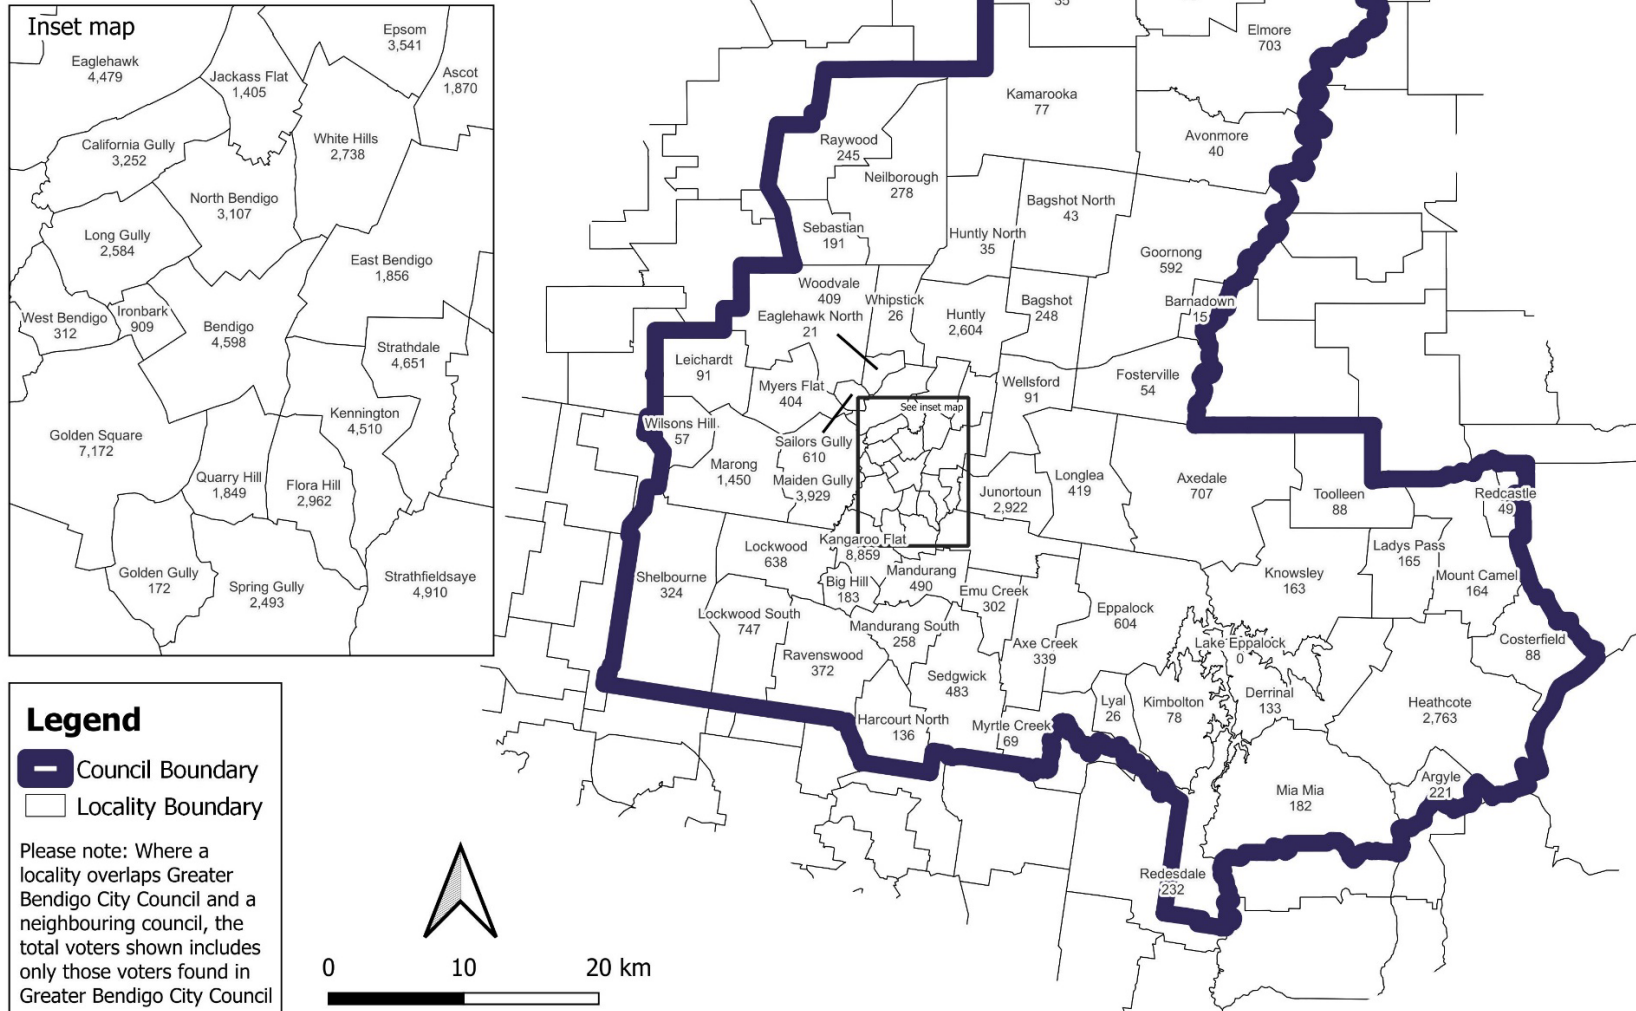 Inset map
Eaglehawk
4,479
Jackass Flat
1,405
Epsom
3,541
Ascot
1,870
California Gully
3,252
White Hills
2,738
North Bendigo
3,107
Long Gully
2,584
East Bendigo
1,856
West Bendigo
312
Ironbark
909
Bendigo
4,598
Strathdale
4,651
Kennington
4,510
Golden Square
7,172
Quarry Hill
1,849
Flora Hill
2,962
Golden Gully
172
Spring Gully
2,493
Strathfieldsaye
4,910
35
Elmore
703
Kamarooka
77
Avonmore
40
Raywood
245
Neilborough
278
Bagshot North
43
Sebastian
191
Huntly North
35
Goornong
592
Woodvale
409
Whipstick
26
Eaglehawk North
21
Huntly
2,604
Bagshot
248
Barnadown
15
Leichardt
91
Myers Flat
404
Wellsford
91
Fosterville
54
See inset map
Wilsons Hill
57
Sailors Gully
610
Marong
1,450
Maiden Gully
3,929
Junortoun
2,922
Longlea
419
Axedale
707
Toolleen
88
Redcastle
49
Kangaroo Flat
8,859
Lockwood
638
Shelbourne
324
Big Hill
183
Mandurang
490
Emu Creek
302
Knowsley
163
Ladys Pass
165
Mount Camel
164
Lockwood South
747
Mandurang South
258
Eppalock
604
Axe Creek
339
Lake Eppalock
0
Costerfield
88
Ravenswood
372
Sedgwick
483
Lyal
26
Kimbolton
78
Derrinal
133
Heathcote
2,763
Harcourt North
136
Myrtle Creek
69
Mia Mia
182
Argyle
221
Redesdale
232
Legend
Council Boundary
Locality Boundary
Please note: Where a
locality overlaps Greater
Bendigo City Council and a
neighbouring council, the
total voters shown includes
only those voters found in
Greater Bendigo City Council
0 10 20 km